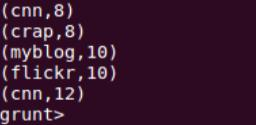 (cnn,8)
(crap,8)
(myblog,10)
(flickr,10)
(cnn,12)
grunt>